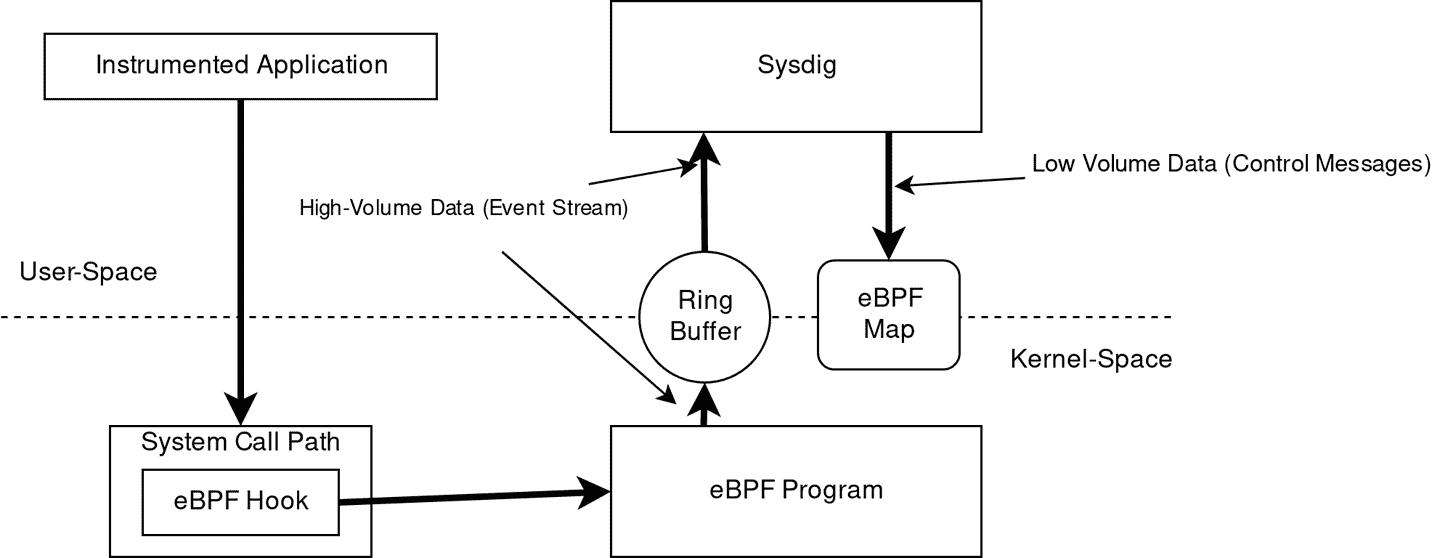 Instrumented Application
Sysdig
Low Volume Data (Control Messages)
High-Volume Data (Event Stream)
User-Space
Ring
Buffer
eBPF
Map
Kernel-Space
System Call Path
eBPF Hook
eBPF Program